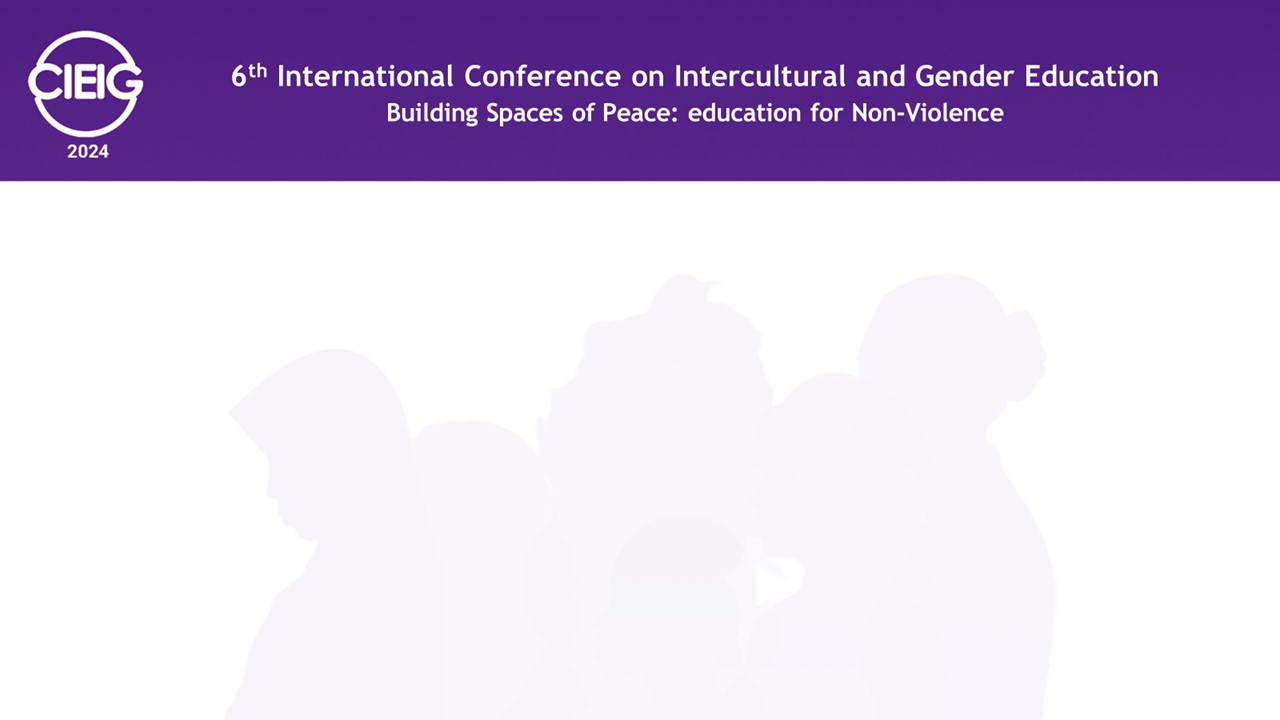 CIEIG
2024
6th International Conference on Intercultural and Gender Education
Building Spaces of Peace: education for Non-Violence